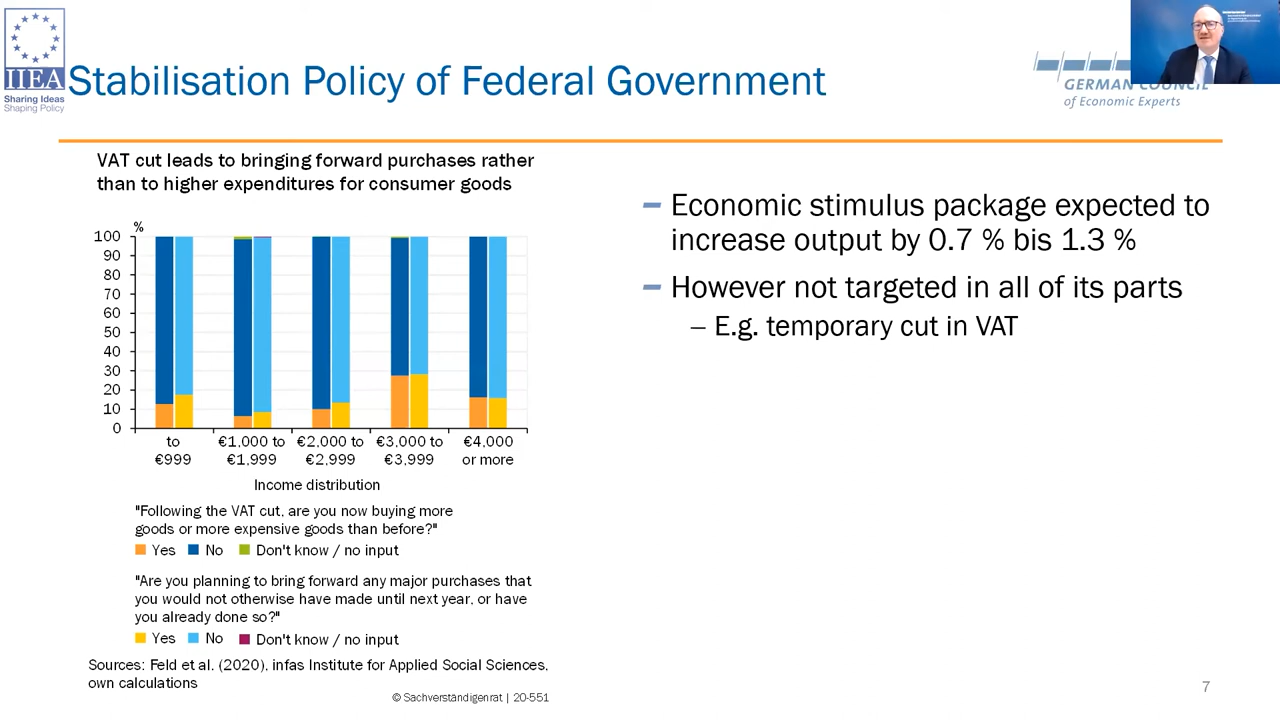 IIEA
Sharing Ideas
Shaping Policy
Stabilisation Policy of Federal Government
GERMAN COUNCIL
of Economic Experts
VAT cut leads to bringing forward purchases rather
than to higher expenditures for consumer goods
%
100
90
80
70
60
50
40
30
20
10
0
to
€999
€1,000 to
€1,999
€2,000 to
€2,999
€3,000 to
€3,999
€4,000
or more
Income distribution
"Following the VAT cut, are you now buying more
goods or more expensive goods than before?"
Yes No Don't know / no input
"Are you planning to bring forward any major purchases that
you would not otherwise have made until next year, or have
you already done so?"
Yes No Don't know / no input
Sources: Feld et al. (2020), infas Institute for Applied Social Sciences,
own calculations
© Sachverständigenrat | 20-551
– Economic stimulus package expected to
increase output by 0.7 % bis 1.3 %
– However not targeted in all of its parts
– E.g. temporary cut in VAT
7